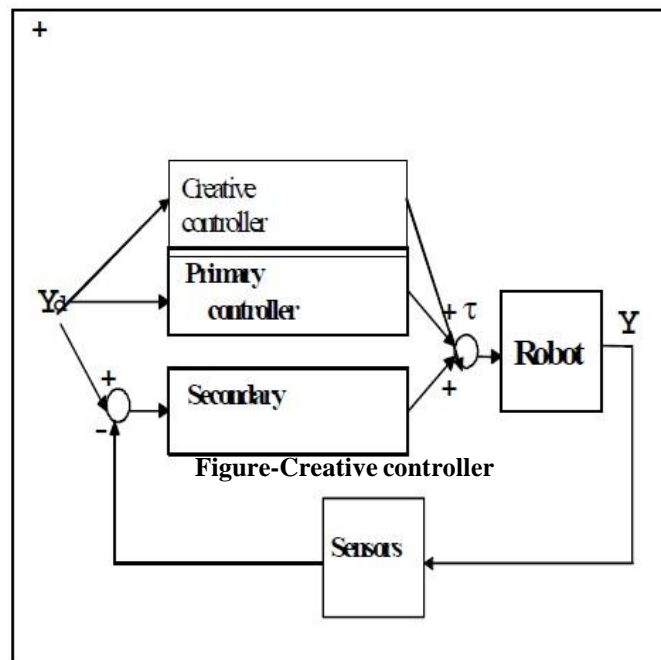 +
Creative
controller
Primary
controller
Yd
+ τ
Y
Robot
+
+
-
Secondary
Figure-Creative controller
Sensors